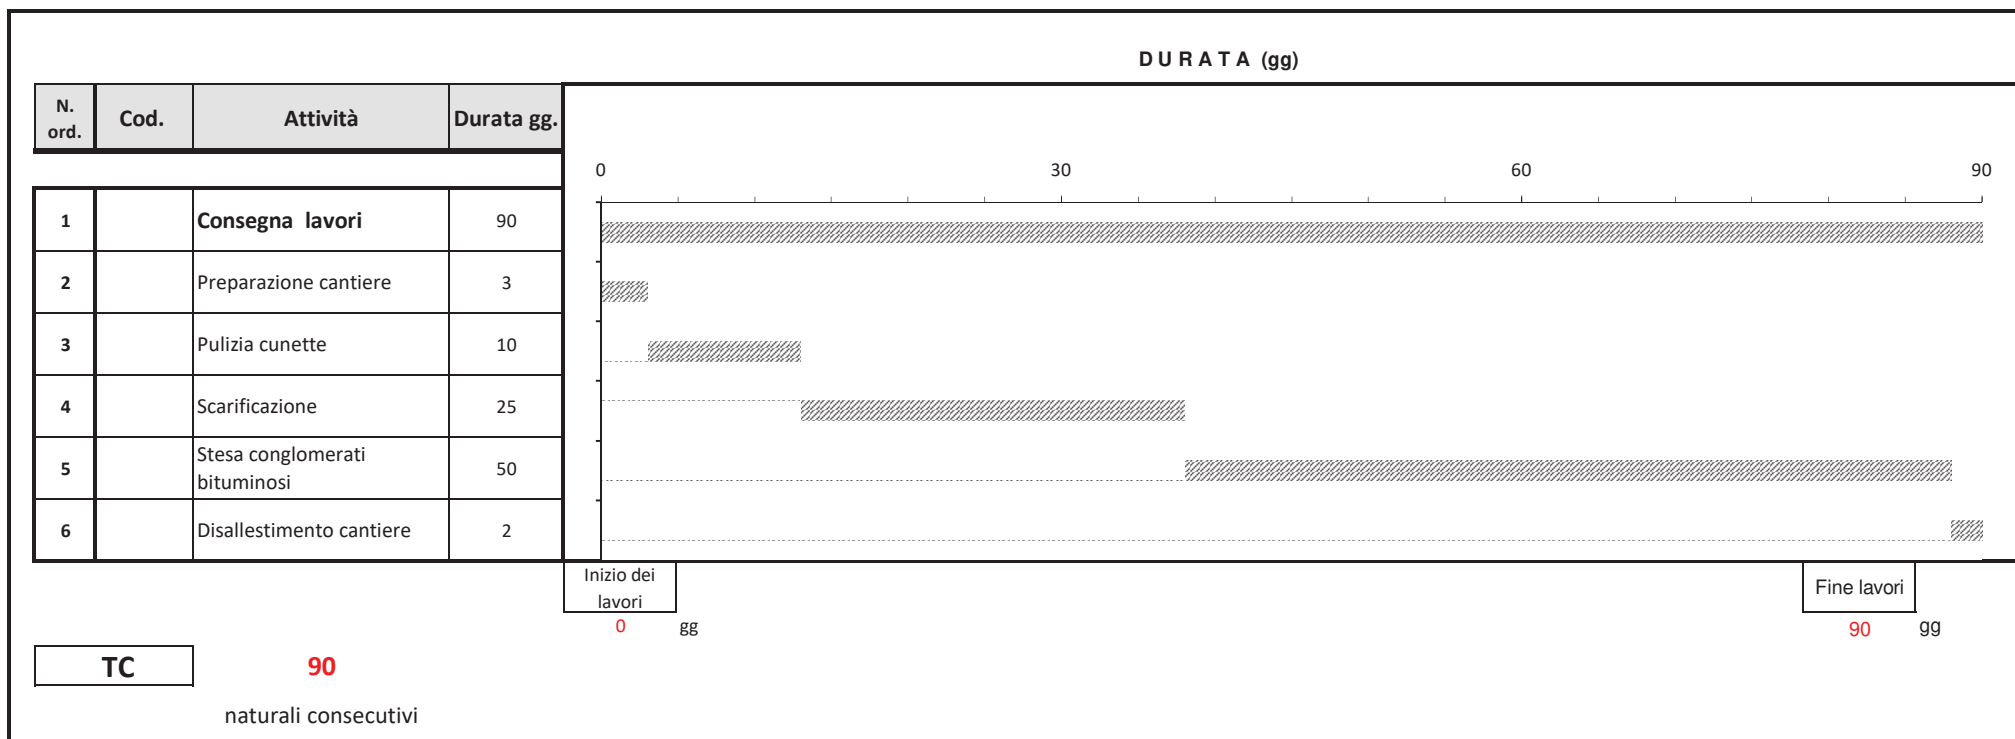 D U R A T A (gg)
N. ord. Cod. Attività Durata gg.
0 30 60 90
1 Consegna lavori 90
2 Preparazione cantiere 3
3 Pulizia cunette 10
4 Scarificazione 25
5 Stesa conglomerati bituminosi 50
6 Disallestimento cantiere 2
Inizio dei
lavori
Fine lavori
0 gg
90 gg
TC 90
naturali consecutivi